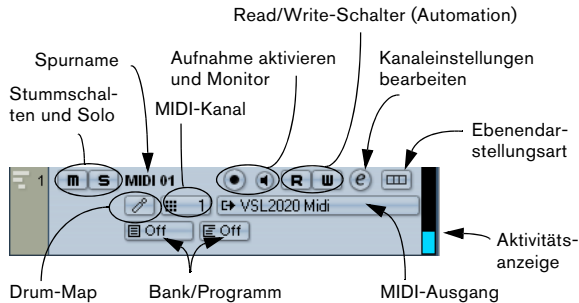 Read/Write-Schalter (Automation)
Spurname
Aufnahme aktivieren
und Monitor
Kanaleinstellungen
bearbeiten
Stummschal-
ten und Solo
MIDI-Kanal
Ebenendar-
stellungsart
1 m S MIDI 01 R W e
1 VSL2020 Midi
Off Off
Aktivitäts-
anzeige
Drum-Map
Bank/Programm
MIDI-Ausgang